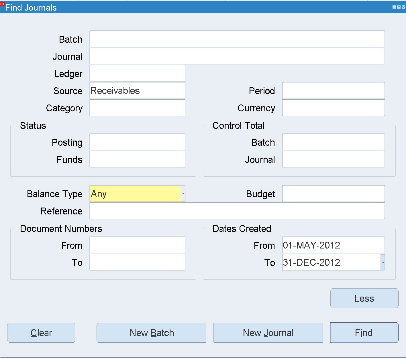 Find Journals
Batch
Journal
Ledger
Source Receivables Period
Category Currency
Status Control Total
Posting Batch
Funds Journal
Balance Type Any Budget
Reference
Document Numbers Dates Created
From From 01-MAY-2012
To To 31-DEC-2012
Less
Clear New Batch New Journal Find